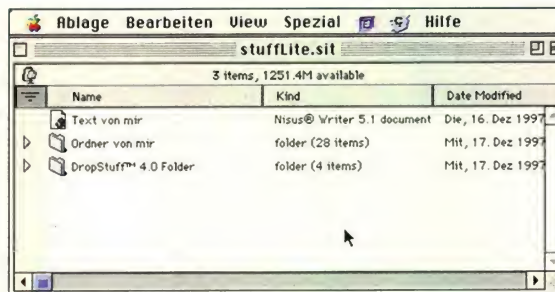 Ablage Bearbeiten View Spezial Hilfe
stuffLite.sit
3 items, 1251.4M available
Name Kind Date Modified
Text von mir Nisus® Writer 5.1 document Die, 16. Dez 1997
Ordner von mir folder (28 items) Mit, 17. Dez 1997
DropStuff™ 4.0 Folder folder (4 items) Mit, 17. Dez 1997